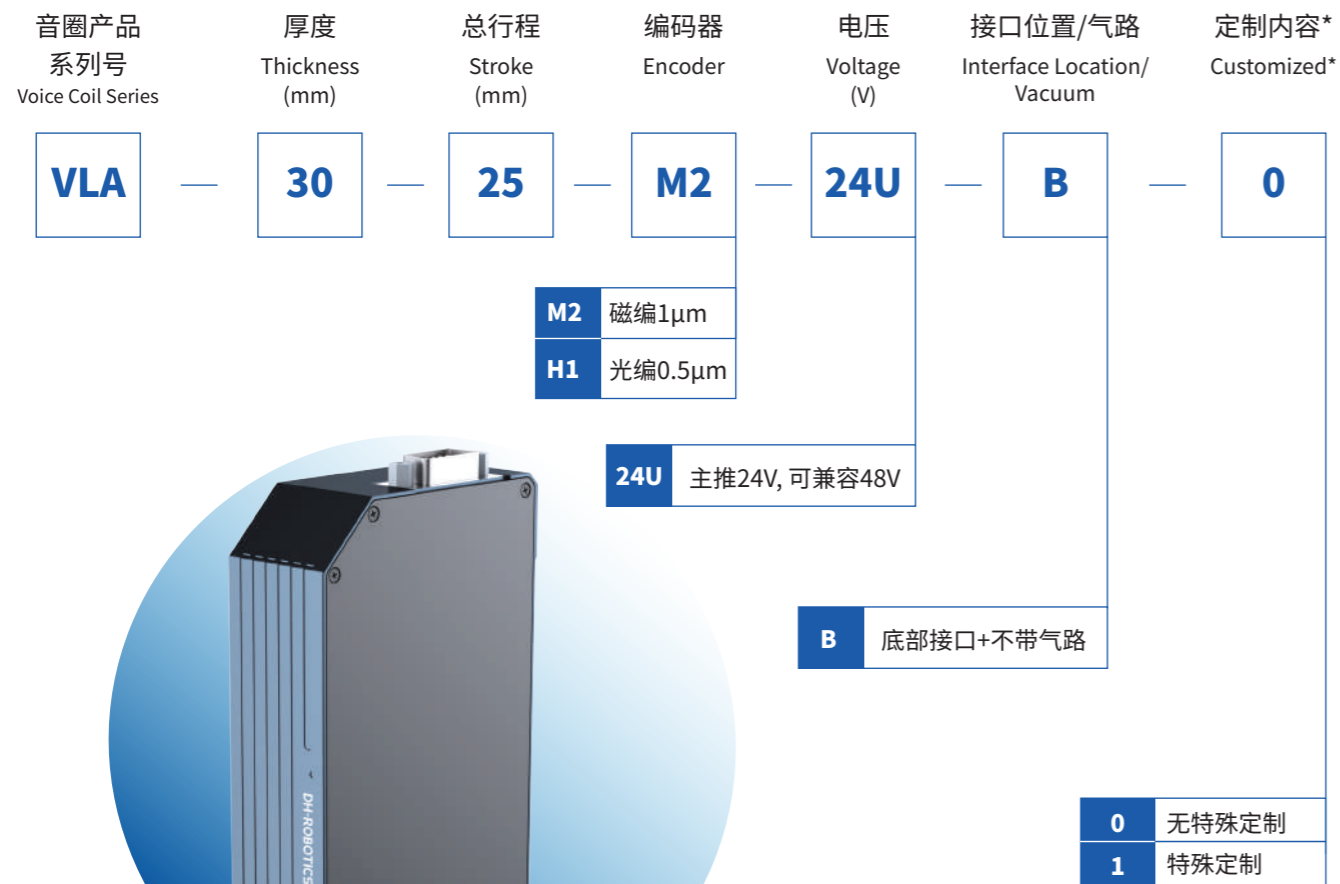 音圈产品
系列号
Voice Coil Series
厚度
Thickness
(mm)
总行程
Stroke
(mm)
编码器
Encoder
电压
Voltage
(V)
接口位置/气路
Interface Location/
Vacuum
定制内容*
Customized*
VLA — 30 — 25 — M2 — 24U — B — 0
M2 磁编1μm
H1 光编0.5μm
24U 主推24V, 可兼容48V
B 底部接口+不带气路
0 无特殊定制
1 特殊定制
DH-ROBOTICS